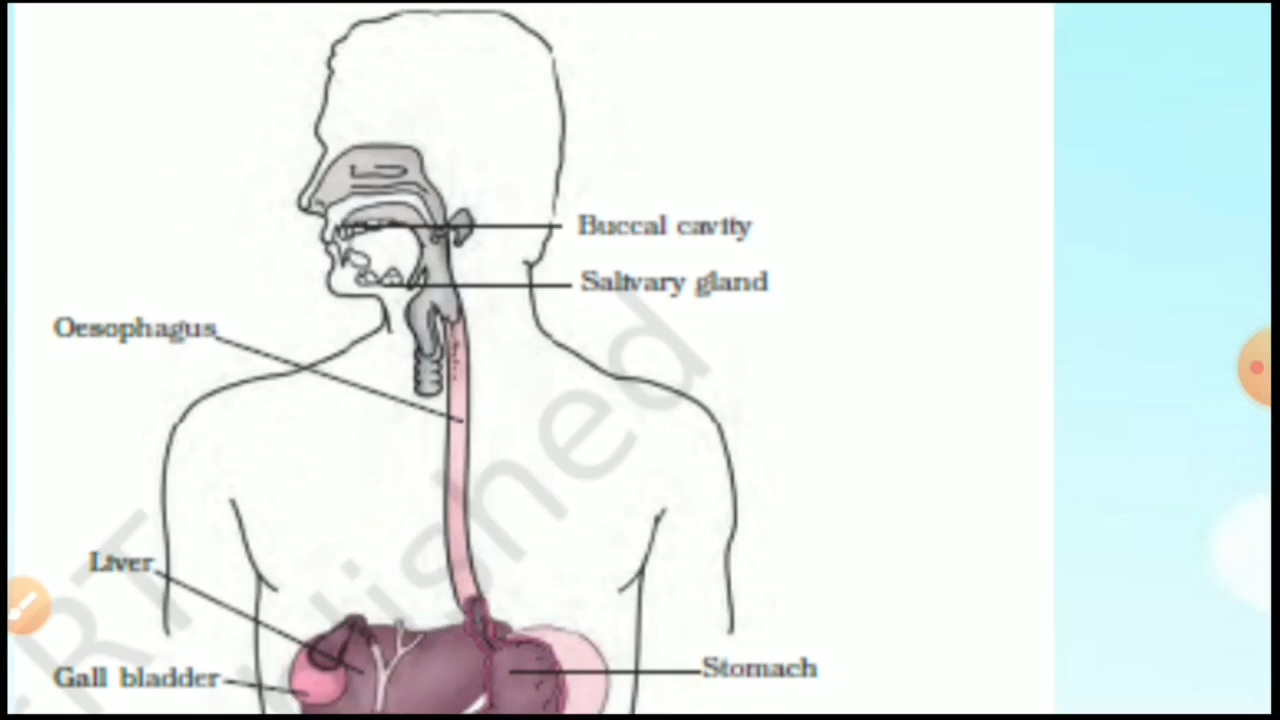 Buccal cavity
Salivary gland
Oesophagus
Liver
Gall bladder
Stomach